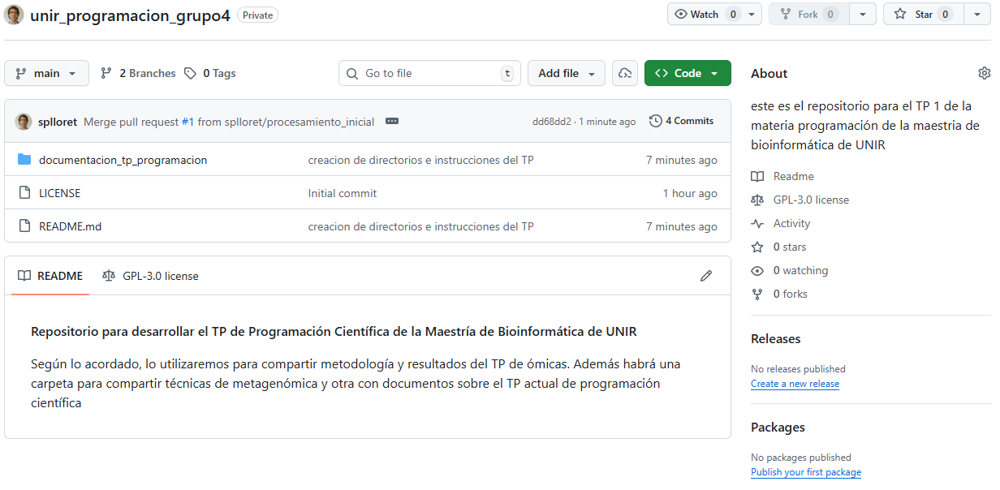 unir_programacion_grupo4 Private Watch 0 Fork 0 Star 0
main 2 Branches 0 Tags Go to file t Add file Code
splloret Merge pull request #1 from splloret/procesamiento_inicial dd68dd2 · 1 minute ago 4 Commits
documentacion_tp_programacion creacion de directorios e instrucciones del TP 7 minutes ago
LICENSE Initial commit 1 hour ago
README.md creacion de directorios e instrucciones del TP 7 minutes ago
README GPL-3.0 license
Repositorio para desarrollar el TP de Programación Científica de la Maestría de Bioinformática de UNIR
Según lo acordado, lo utilizaremos para compartir metodología y resultados del TP de ómicas. Además habrá una
carpeta para compartir técnicas de metagenómica y otra con documentos sobre el TP actual de programación
científica
About
este es el repositorio para el TP 1 de la
materia programación de la maestria de
bioinformática de UNIR
Readme
GPL-3.0 license
Activity
0 stars
0 watching
0 forks
Releases
No releases published
Create a new release
Packages
No packages published
Publish your first package